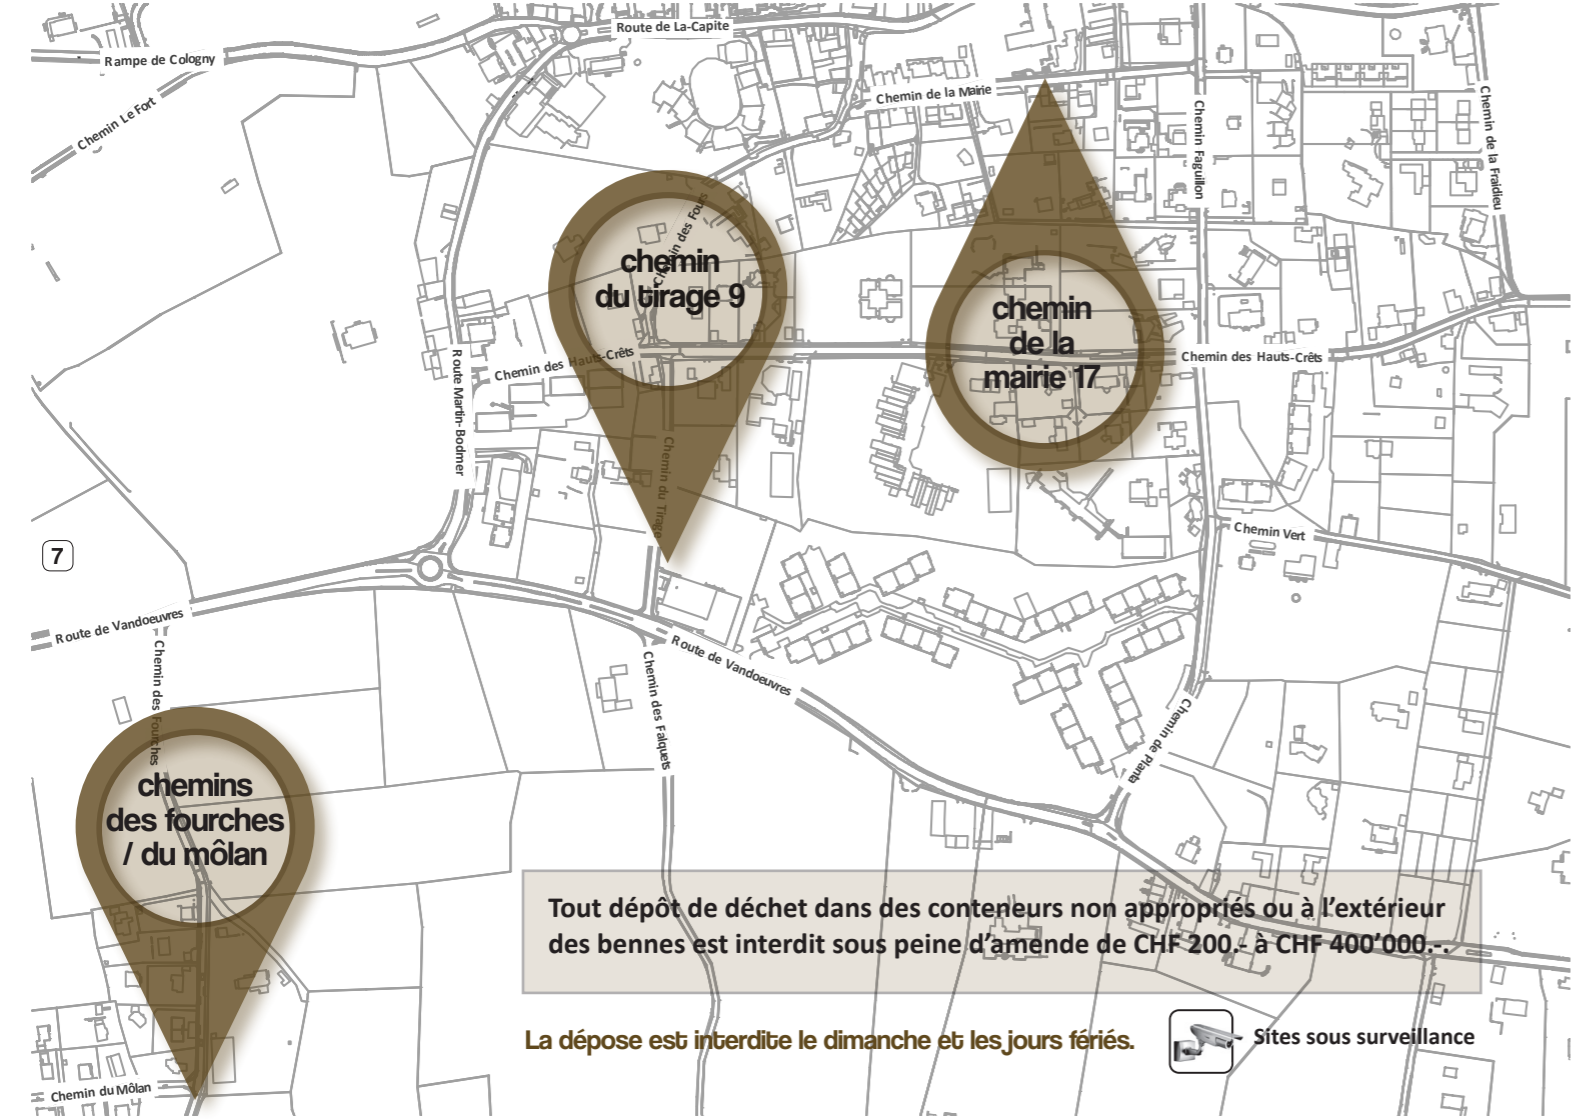 Route de La-Capite
Rampe de Cologny
Chemin Le Fort
Chemin de la Mairie
Chemin Faguillon
Chemin de la Fraidieu
Chemin des Fours
chemin
du tirage 9
chemin
de la
mairie 17
Chemin des Hauts-Crêts
Chemin des Hauts-Crêts
Route Martin-Bodmer
Chemin du Tirage
Chemin Vert
7
Route de Vandoeuvres
Chemin des Fourches
Route de Vandoeuvres
Chemin des Falquets
Chemin de Planta
chemins
des fourches
/ du môlan
Tout dépôt de déchet dans des conteneurs non appropriés ou à l'extérieur
des bennes est interdit sous peine d'amende de CHF 200.- à CHF 400'000.-.
La dépose est interdite le dimanche et les jours fériés.
Sites sous surveillance
Chemin du Môlan